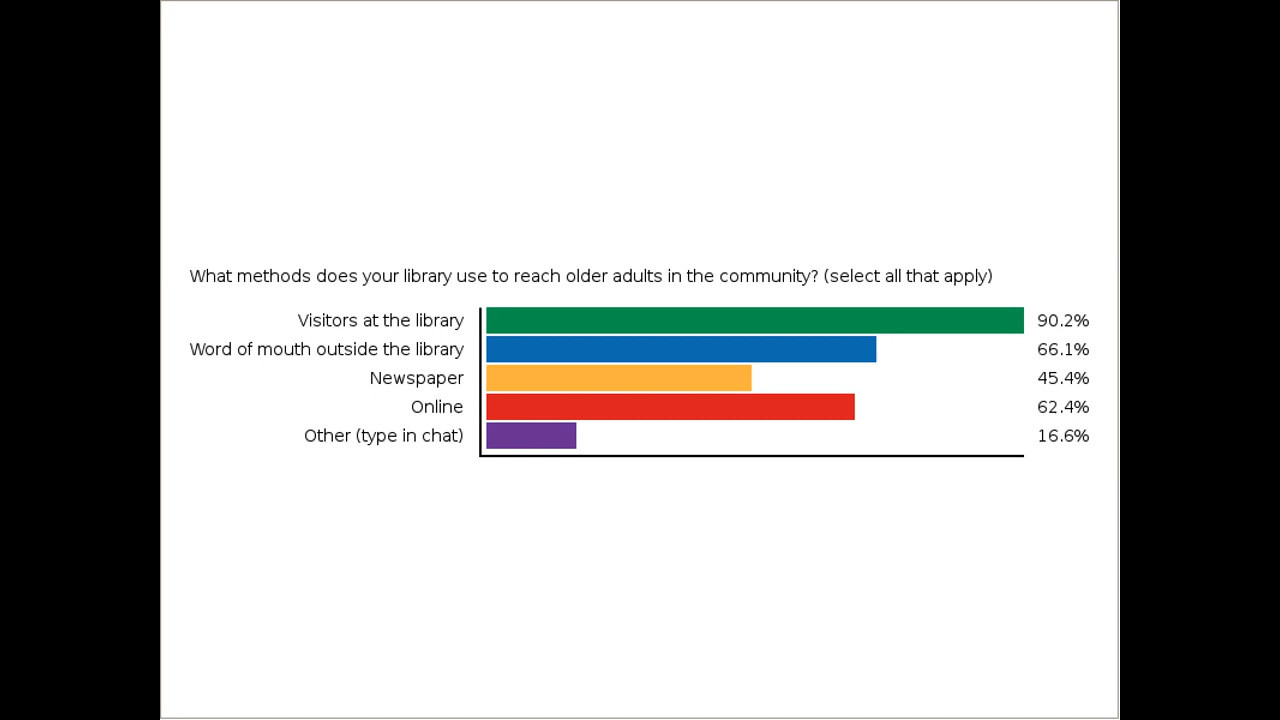 What methods does your library use to reach older adults in the community? (select all that apply)
Visitors at the library 90.2%
Word of mouth outside the library 66.1%
Newspaper 45.4%
Online 62.4%
Other (type in chat) 16.6%